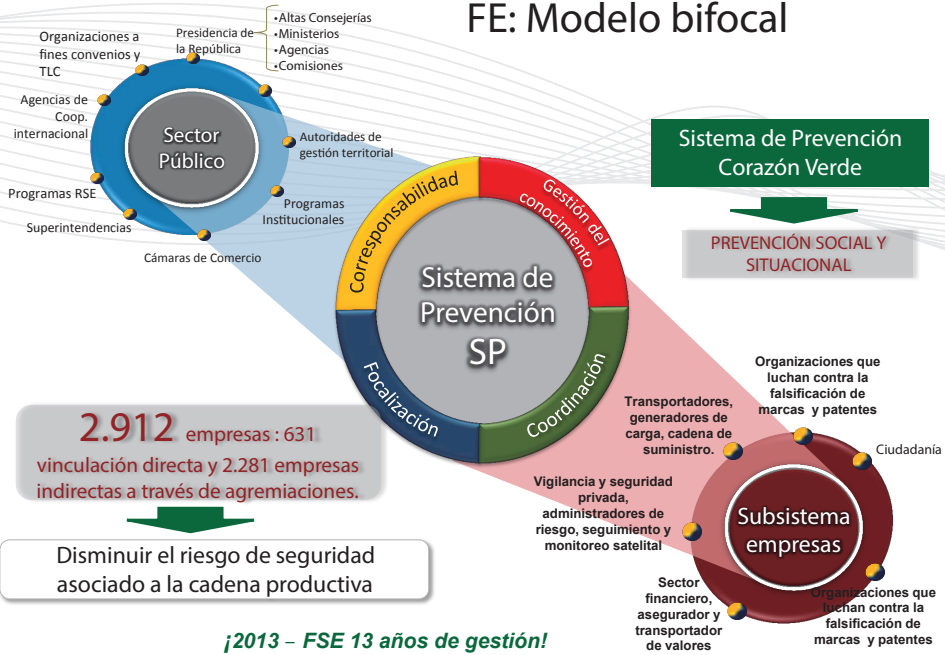 FE: Modelo bifocal
Organizaciones a
fines convenios y
TLC
Presidencia de
la República
•Altas Consejerías
•Ministerios
•Agencias
•Comisiones
Agencias de
Coop.
internacional
Sector
Público
Autoridades de
gestión territorial
Programas RSE
Programas
Institucionales
Superintendencias
Cámaras de Comercio
Sistema de Prevención
Corazón Verde
PREVENCIÓN SOCIAL Y
SITUACIONAL
Corresponsabilidad
Gestión del
conocimiento
Sistema de
Prevención
SP
Focalización
Coordinación
2.912 empresas : 631
vinculación directa y 2.281 empresas
indirectas a través de agremiaciones.
Disminuir el riesgo de seguridad
asociado a la cadena productiva
Organizaciones que
luchan contra la
falsificación de
marcas y patentes
Transportadores,
generadores de
carga, cadena de
suministro.
Ciudadanía
Vigilancia y seguridad
privada,
administradores de
riesgo, seguimiento y
monitoreo satelital
Subsistema
empresas
Sector
financiero,
asegurador y
transportador
de valores
Organizaciones que
luchan contra la
falsificación de
marcas y patentes
¡2013 – FSE 13 años de gestión!